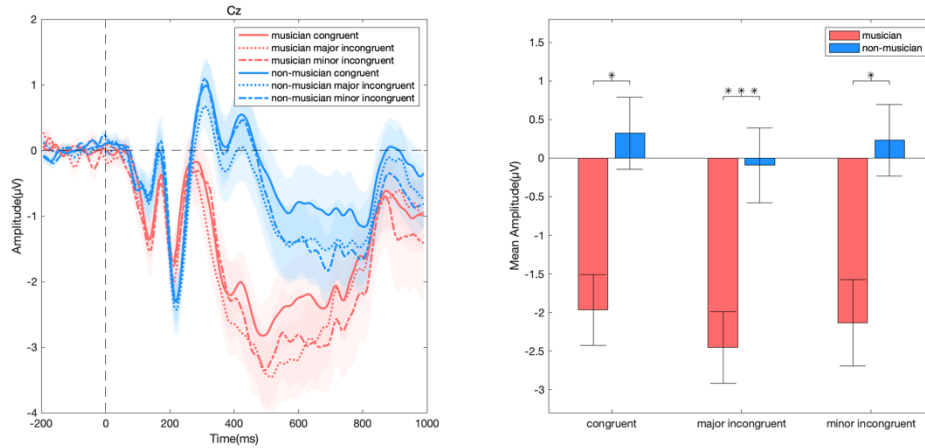 Cz
Amplitude(μV)
2
1
0
-1
-2
-3
-4
-200
0
200
400
600
800
1000
Time(ms)
musician congruent
musician major incongruent
musician minor incongruent
non-musician congruent
non-musician major incongruent
non-musician minor incongruent
Mean Amplitude(μV)
1.5
1
0.5
0
-0.5
-1
-1.5
-2
-2.5
-3
musician
non-musician
*
* * *
*
congruent
major incongruent
minor incongruent